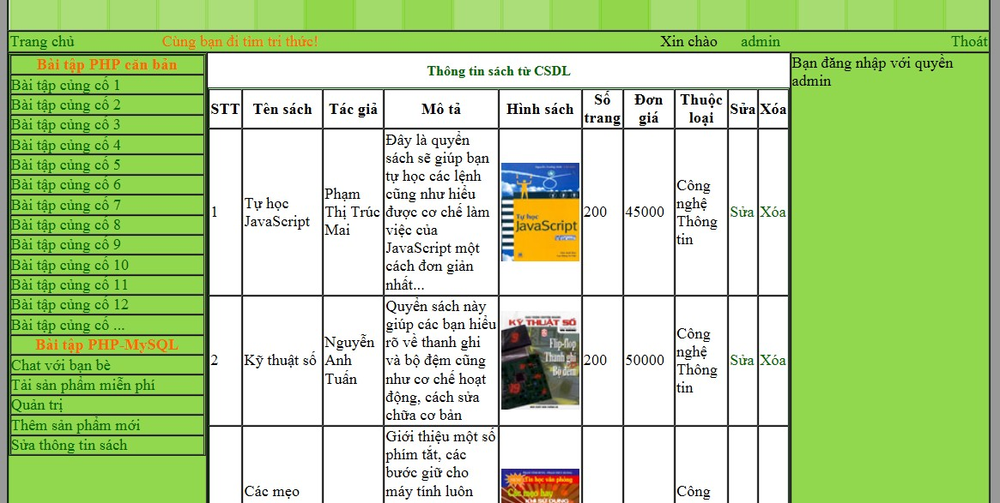 Trang chủ Cùng bạn đi tìm tri thức! Xin chào admin Thoát
Bài tập PHP căn bản
Bài tập củng cố 1
Bài tập củng cố 2
Bài tập củng cố 3
Bài tập củng cố 4
Bài tập củng cố 5
Bài tập củng cố 6
Bài tập củng cố 7
Bài tập củng cố 8
Bài tập củng cố 9
Bài tập củng cố 10
Bài tập củng cố 11
Bài tập củng cố 12
Bài tập củng cố ...
Bài tập PHP-MySQL
Chat với bạn bè
Tải sản phẩm miễn phí
Quản trị
Thêm sản phẩm mới
Sửa thông tin sách
Thông tin sách từ CSDL
STT
Tên sách
Tác giả
Mô tả
Hình sách
Số
trang
Đơn
giá
Thuộc
loại
Sửa
Xóa
1
Tự học
JavaScript
Phạm
Thị Trúc
Mai
Đây là quyển
sách sẽ giúp bạn
tự học các lệnh
cũng như hiểu
được cơ chế làm
việc của
JavaScript một
cách đơn giản
nhất...
Tự học
JavaScript
200
45000
Công
nghệ
Thông
tin
Sửa
Xóa
2
Kỹ thuật số
Nguyễn
Anh
Tuấn
Quyển sách này
giúp các bạn hiểu
rõ về thanh ghi
và bộ đệm cũng
như cơ chế hoạt
động, cách sửa
chữa cơ bản
KỸ THUẬT SỐ
Flip-flop
Thanh ghi
Bộ đếm
200
50000
Công
nghệ
Thông
tin
Sửa
Xóa
Các mẹo
Giới thiệu một số
phím tắt, các
bước giữ cho
máy tính luôn
Tin học văn phòng
Các mẹo hay
KHI SỬ DỤNG
Công
Bạn đăng nhập với quyền
admin